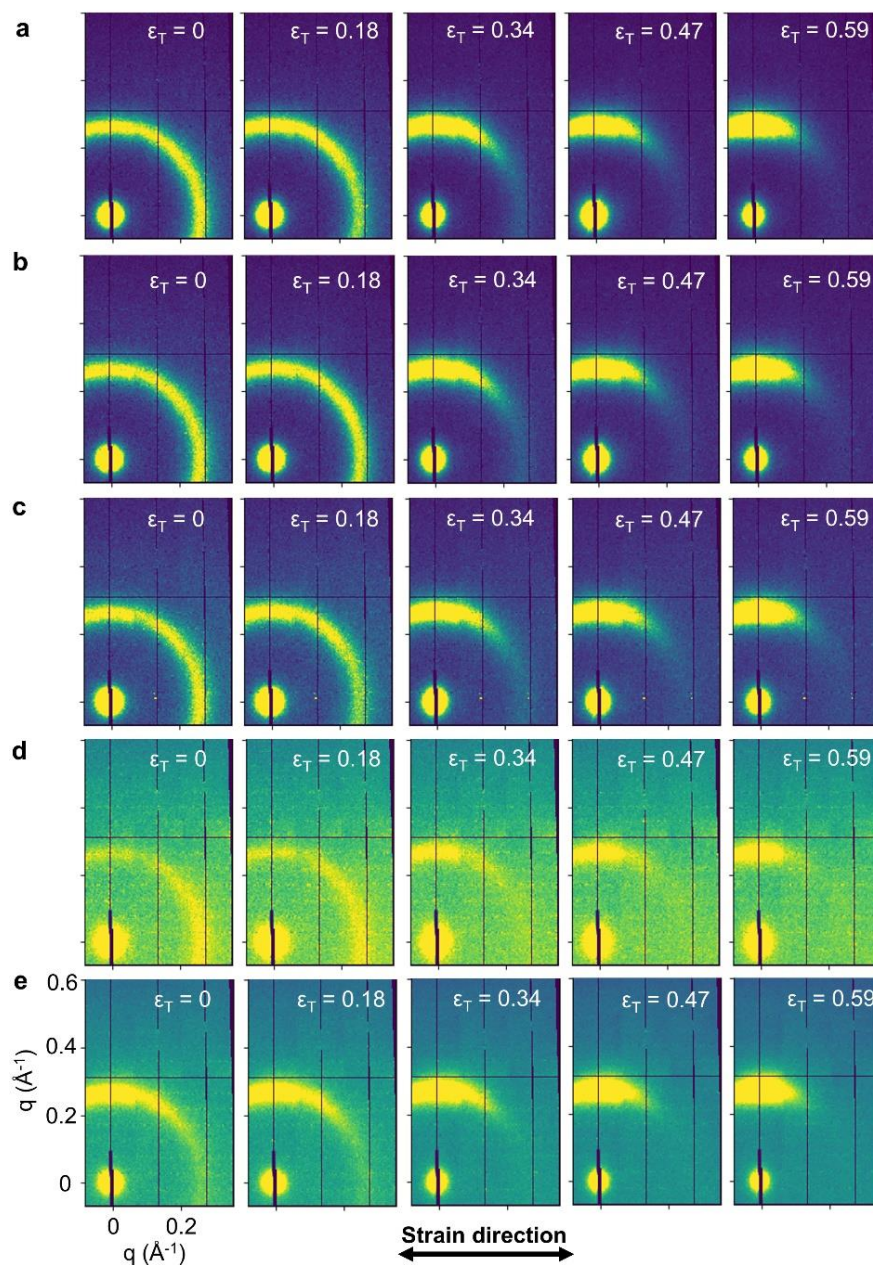 a
ε_T = 0 ε_T = 0.18 ε_T = 0.34 ε_T = 0.47 ε_T = 0.59
b
ε_T = 0 ε_T = 0.18 ε_T = 0.34 ε_T = 0.47 ε_T = 0.59
c
ε_T = 0 ε_T = 0.18 ε_T = 0.34 ε_T = 0.47 ε_T = 0.59
d
ε_T = 0 ε_T = 0.18 ε_T = 0.34 ε_T = 0.47 ε_T = 0.59
e
ε_T = 0 ε_T = 0.18 ε_T = 0.34 ε_T = 0.47 ε_T = 0.59
0.6
0.4
0.2
0
q (Å⁻¹)
0 0.2
q (Å⁻¹)
Strain direction